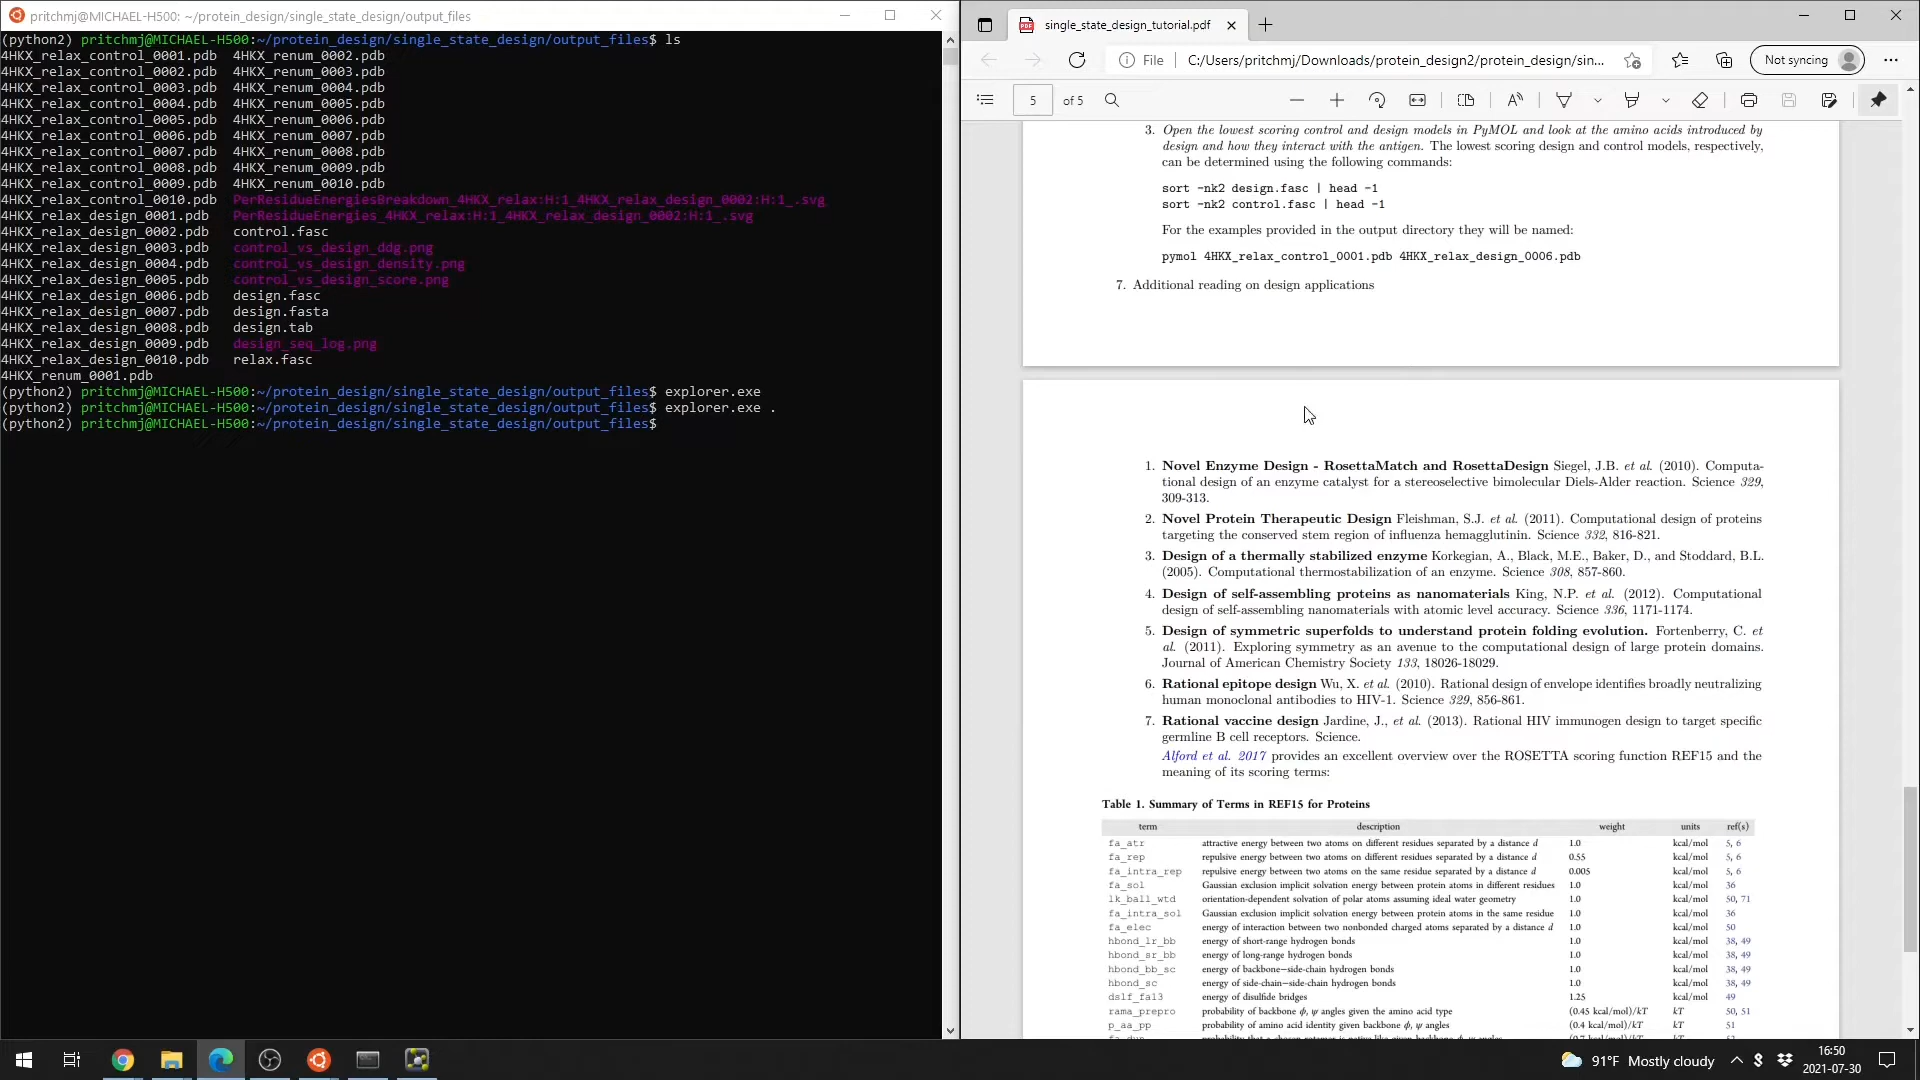 pritchmj@MICHAEL-H500: ~/protein_design/single_state_design/output_files
(python2) pritchmj@MICHAEL-H500:~/protein_design/single_state_design/output_files$ ls
4HKX_relax_control_0001.pdb 4HKX_renum_0002.pdb
4HKX_relax_control_0002.pdb 4HKX_renum_0003.pdb
4HKX_relax_control_0003.pdb 4HKX_renum_0004.pdb
4HKX_relax_control_0004.pdb 4HKX_renum_0005.pdb
4HKX_relax_control_0005.pdb 4HKX_renum_0006.pdb
4HKX_relax_control_0006.pdb 4HKX_renum_0007.pdb
4HKX_relax_control_0007.pdb 4HKX_renum_0008.pdb
4HKX_relax_control_0008.pdb 4HKX_renum_0009.pdb
4HKX_relax_control_0009.pdb 4HKX_renum_0010.pdb
4HKX_relax_control_0010.pdb PerResidueEnergiesBreakdown_4HKX_relax:H:1_4HKX_relax_design_0002:H:1_.svg
4HKX_relax_design_0001.pdb PerResidueEnergies_4HKX_relax:H:1_4HKX_relax_design_0002:H:1_.svg
4HKX_relax_design_0002.pdb control.fasc
4HKX_relax_design_0003.pdb control_vs_design_ddg.png
4HKX_relax_design_0004.pdb control_vs_design_density.png
4HKX_relax_design_0005.pdb control_vs_design_score.png
4HKX_relax_design_0006.pdb design.fasc
4HKX_relax_design_0007.pdb design.fasta
4HKX_relax_design_0008.pdb design.tab
4HKX_relax_design_0009.pdb design_seq_log.png
4HKX_relax_design_0010.pdb relax.fasc
4HKX_renum_0001.pdb
(python2) pritchmj@MICHAEL-H500:~/protein_design/single_state_design/output_files$ explorer.exe
(python2) pritchmj@MICHAEL-H500:~/protein_design/single_state_design/output_files$ explorer.exe .
(python2) pritchmj@MICHAEL-H500:~/protein_design/single_state_design/output_files$
single_state_design_tutorial.pdf
File C:/Users/pritchmj/Downloads/protein_design2/protein_design/sin... Not syncing
5 of 5
3. Open the lowest scoring control and design models in PyMOL and look at the amino acids introduced by
design and how they interact with the antigen. The lowest scoring design and control models, respectively,
can be determined using the following commands:
sort -nk2 design.fasc | head -1
sort -nk2 control.fasc | head -1
For the examples provided in the output directory they will be named:
pymol 4HKX_relax_control_0001.pdb 4HKX_relax_design_0006.pdb
7. Additional reading on design applications
1. Novel Enzyme Design - RosettaMatch and RosettaDesign Siegel, J.B. et al. (2010). Computa-
tional design of an enzyme catalyst for a stereoselective bimolecular Diels-Alder reaction. Science 329,
309-313.
2. Novel Protein Therapeutic Design Fleishman, S.J. et al. (2011). Computational design of proteins
targeting the conserved stem region of influenza hemagglutinin. Science 332, 816-821.
3. Design of a thermally stabilized enzyme Korkegian, A., Black, M.E., Baker, D., and Stoddard, B.L.
(2005). Computational thermostabilization of an enzyme. Science 308, 857-860.
4. Design of self-assembling proteins as nanomaterials King, N.P. et al. (2012). Computational
design of self-assembling nanomaterials with atomic level accuracy. Science 336, 1171-1174.
5. Design of symmetric superfolds to understand protein folding evolution. Fortenberry, C. et
al. (2011). Exploring symmetry as an avenue to the computational design of large protein domains.
Journal of American Chemistry Society 133, 18026-18029.
6. Rational epitope design Wu, X. et al. (2010). Rational design of envelope identifies broadly neutralizing
human monoclonal antibodies to HIV-1. Science 329, 856-861.
7. Rational vaccine design Jardine, J., et al. (2013). Rational HIV immunogen design to target specific
germline B cell receptors. Science.
Alford et al. 2017 provides an excellent overview over the ROSETTA scoring function REF15 and the
meaning of its scoring terms:
Table 1. Summary of Terms in REF15 for Proteins
term description weight units ref(s)
fa_atr attractive energy between two atoms on different residues separated by a distance d 1.0 kcal/mol 5, 6
fa_rep repulsive energy between two atoms on different residues separated by a distance d 0.55 kcal/mol 5, 6
fa_intra_rep repulsive energy between two atoms on the same residue separated by a distance d 0.005 kcal/mol 5, 6
fa_sol Gaussian exclusion implicit solvation energy between protein atoms in different residues 1.0 kcal/mol 36
lk_ball_wtd orientation-dependent solvation of polar atoms assuming ideal water geometry 1.0 kcal/mol 50, 71
fa_intra_sol Gaussian exclusion implicit solvation energy between protein atoms in the same residue 1.0 kcal/mol 36
fa_elec energy of interaction between two nonbonded charged atoms separated by a distance d 1.0 kcal/mol 50
hbond_lr_bb energy of short-range hydrogen bonds 1.0 kcal/mol 38, 49
hbond_sr_bb energy of long-range hydrogen bonds 1.0 kcal/mol 38, 49
hbond_bb_sc energy of backbone−side-chain hydrogen bonds 1.0 kcal/mol 38, 49
hbond_sc energy of side-chain−side-chain hydrogen bonds 1.0 kcal/mol 38, 49
dslf_fa13 energy of disulfide bridges 1.25 kcal/mol 49
rama_prepro probability of backbone ϕ, ψ angles given the amino acid type (0.45 kcal/mol)/kT kT 50, 51
p_aa_pp probability of amino acid identity given backbone ϕ, ψ angles (0.4 kcal/mol)/kT kT 51
91°F Mostly cloudy
16:50
2021-07-30